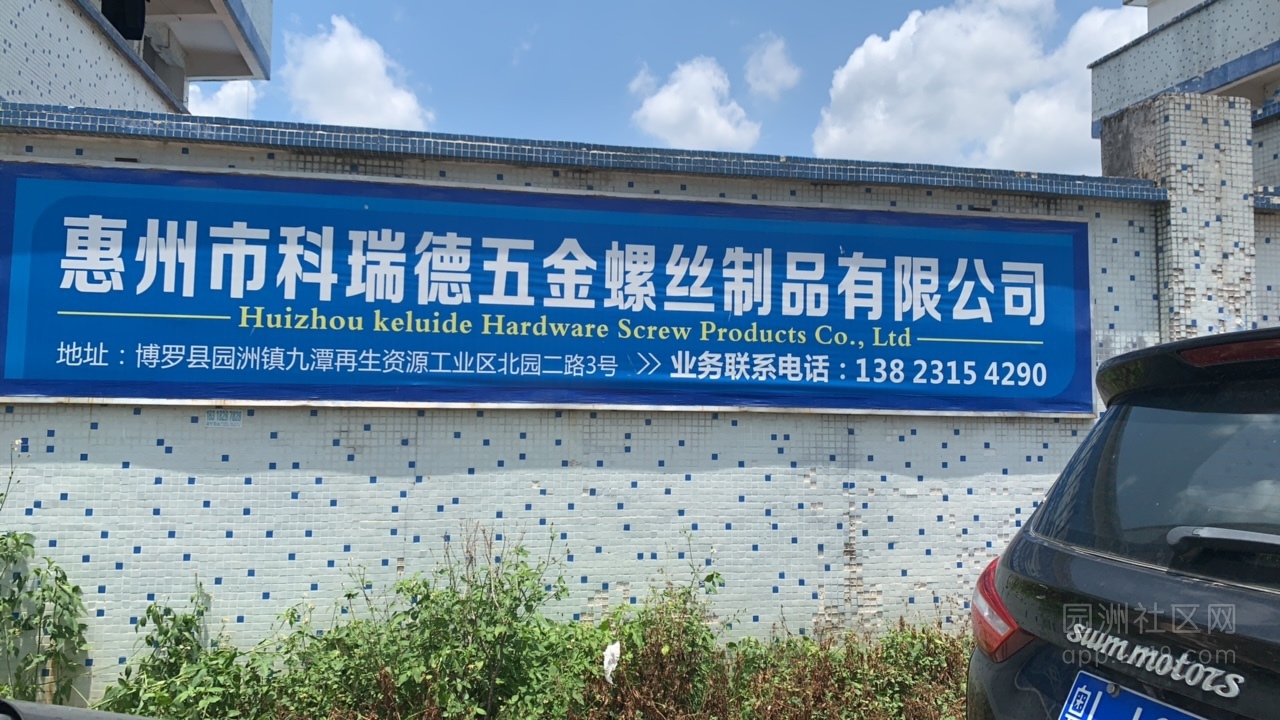 惠州市科瑞德五金螺丝制品有限公司
Huizhou keluide Hardware Screw Products Co., Ltd
地址：博罗县园洲镇九潭再生资源工业区北园二路3号 >> 业务联系电话：138 2315 4290
园洲社区网
suim motors
粤